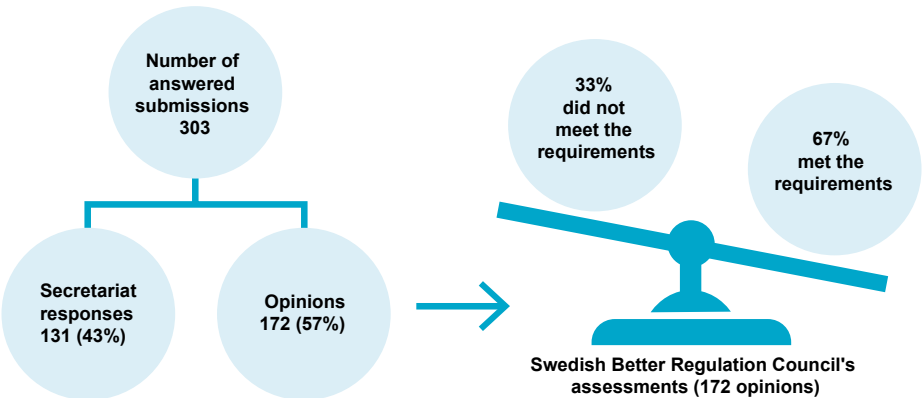 Number of
answered
submissions
303
Secretariat
responses
131 (43%)
Opinions
172 (57%)
33%
did not
meet the
requirements
67%
met the
requirements
Swedish Better Regulation Council's
assessments (172 opinions)